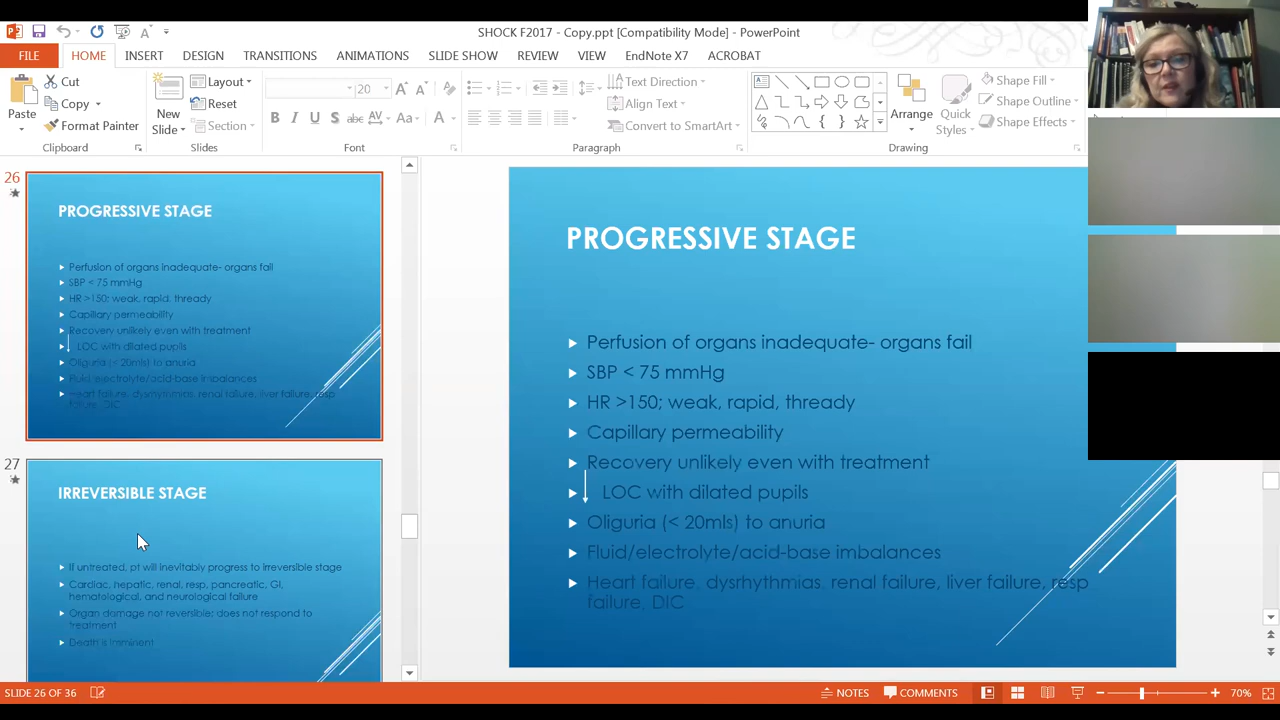 SHOCK F2017 - Copy.ppt [Compatibility Mode] - PowerPoint
FILE HOME INSERT DESIGN TRANSITIONS ANIMATIONS SLIDE SHOW REVIEW VIEW EndNote X7 ACROBAT
Paste
Cut
Copy
Format Painter
Clipboard
New
Slide
Layout
Reset
Section
Slides
20
B I U S abc AV Aa A
Font
Text Direction
Align Text
Convert to SmartArt
Paragraph
Arrange
Quick
Styles
Shape Fill
Shape Outline
Shape Effects
Drawing
26
PROGRESSIVE STAGE
Perfusion of organs inadequate- organs fail
SBP < 75 mmHg
HR >150; weak, rapid, thready
Capillary permeability
Recovery unlikely even with treatment
LOC with dilated pupils
Oliguria (< 20mls) to anuria
Fluid/electrolyte/acid-base imbalances
Heart failure, dysrhythmias, renal failure, liver failure, resp
failure, DIC
27
IRREVERSIBLE STAGE
If untreated, pt will inevitably progress to irreversible stage
Cardiac, hepatic, renal, resp, pancreatic, GI,
hematological, and neurological failure
Organ damage not reversible; does not respond to
treatment
Death is imminent
PROGRESSIVE STAGE
Perfusion of organs inadequate- organs fail
SBP < 75 mmHg
HR >150; weak, rapid, thready
Capillary permeability
Recovery unlikely even with treatment
LOC with dilated pupils
Oliguria (< 20mls) to anuria
Fluid/electrolyte/acid-base imbalances
Heart failure, dysrhythmias, renal failure, liver failure, resp
failure, DIC
SLIDE 26 OF 36
NOTES
COMMENTS
70%